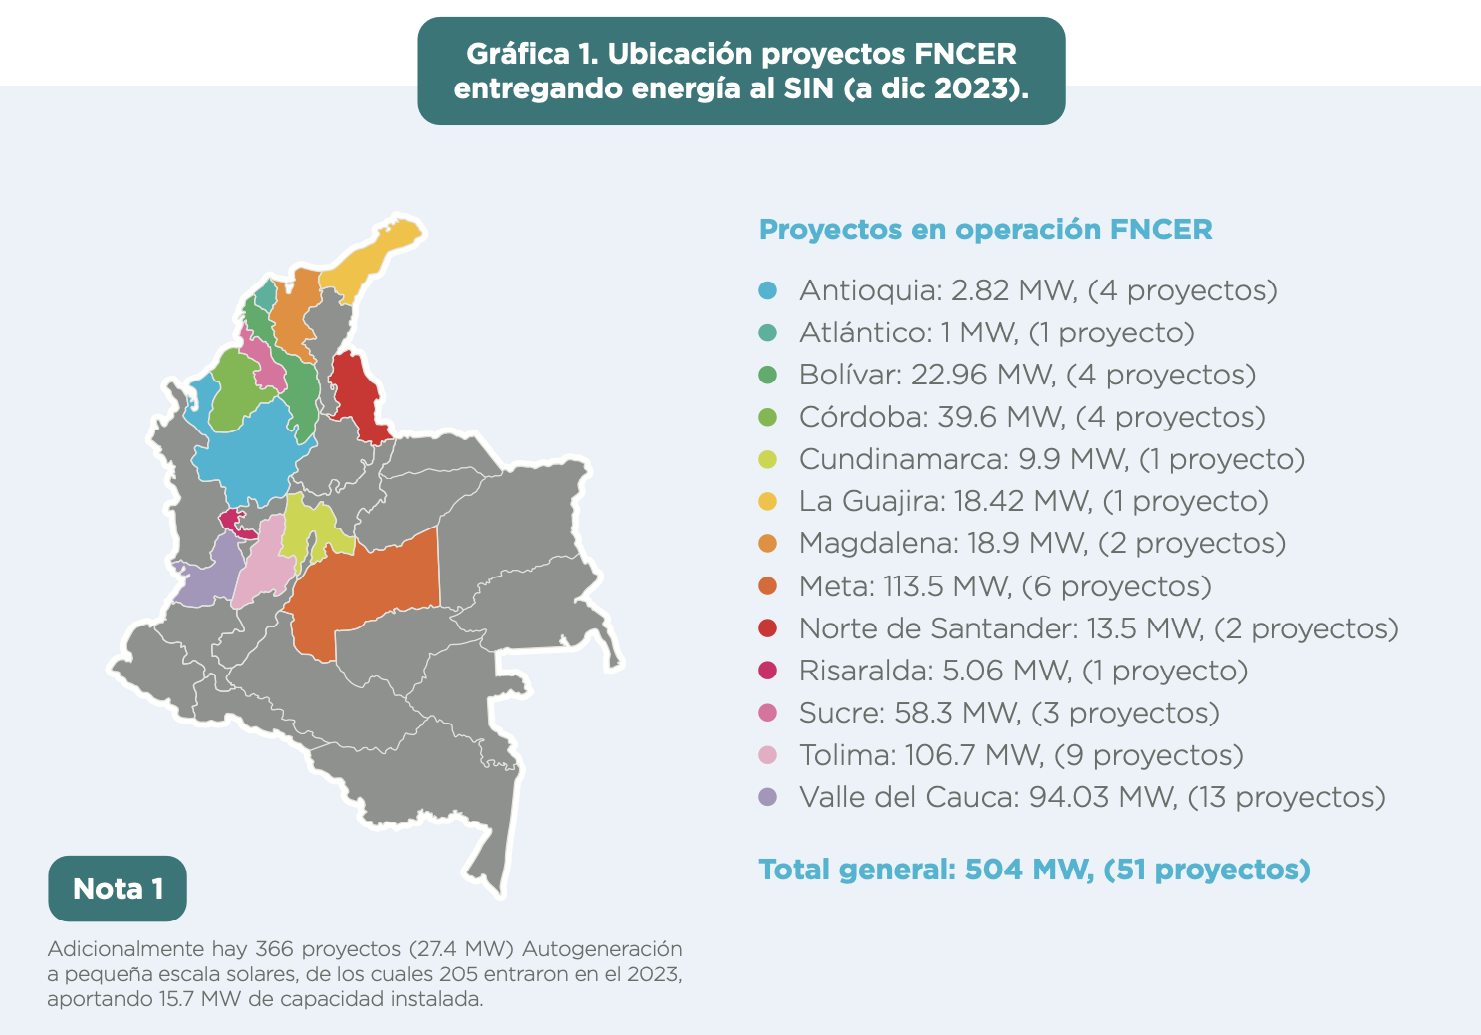 Gráfica 1. Ubicación proyectos FNCER
entregando energía al SIN (a dic 2023).
Proyectos en operación FNCER
Antioquia: 2.82 MW, (4 proyectos)
Atlántico: 1 MW, (1 proyecto)
Bolívar: 22.96 MW, (4 proyectos)
Córdoba: 39.6 MW, (4 proyectos)
Cundinamarca: 9.9 MW, (1 proyecto)
La Guajira: 18.42 MW, (1 proyecto)
Magdalena: 18.9 MW, (2 proyectos)
Meta: 113.5 MW, (6 proyectos)
Norte de Santander: 13.5 MW, (2 proyectos)
Risaralda: 5.06 MW, (1 proyecto)
Sucre: 58.3 MW, (3 proyectos)
Tolima: 106.7 MW, (9 proyectos)
Valle del Cauca: 94.03 MW, (13 proyectos)
Total general: 504 MW, (51 proyectos)
Nota 1
Adicionalmente hay 366 proyectos (27.4 MW) Autogeneración
a pequeña escala solares, de los cuales 205 entraron en el 2023,
aportando 15.7 MW de capacidad instalada.